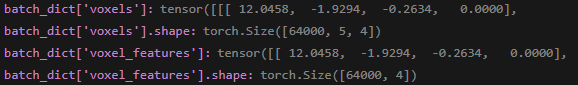 batch_dict['voxels']: tensor([[[ 12.0458,  -1.9294,  -0.2634,   0.0000],
batch_dict['voxels'].shape: torch.Size([64000, 5, 4])
batch_dict['voxel_features']: tensor([[ 12.0458,  -1.9294,  -0.2634,   0.0000],
batch_dict['voxel_features'].shape: torch.Size([64000, 4])